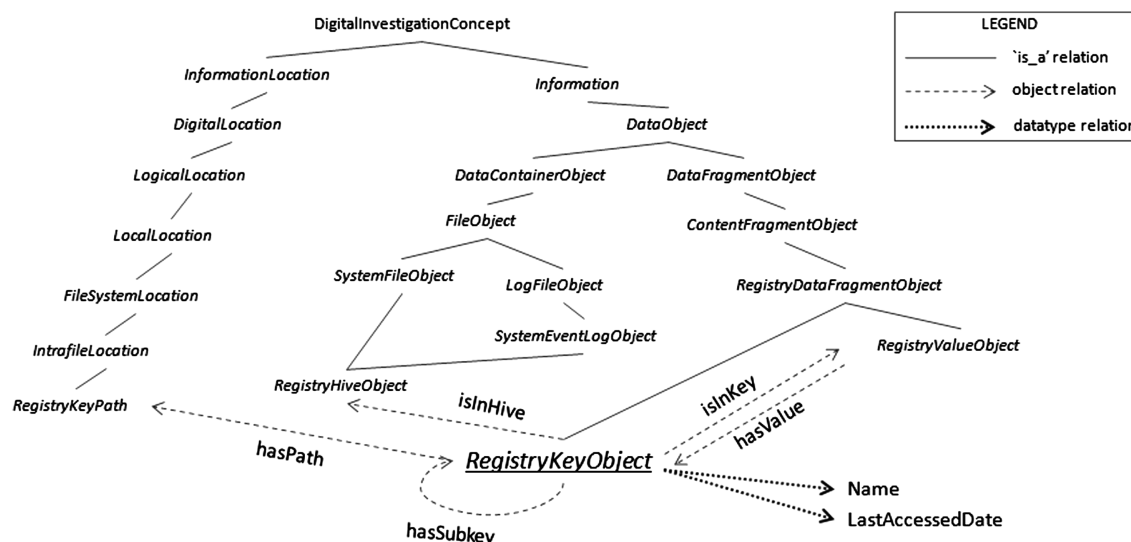 DigitalInvestigationConcept
LEGEND
`is_a' relation
object relation
datatype relation
InformationLocation
Information
DigitalLocation
DataObject
LogicalLocation
DataContainerObject
DataFragmentObject
FileObject
ContentFragmentObject
LocalLocation
SystemFileObject
LogFileObject
RegistryDataFragmentObject
FileSystemLocation
SystemEventLogObject
IntrafileLocation
RegistryValueObject
RegistryHiveObject
RegistryKeyPath
isInHive
isInKey
hasValue
hasPath
RegistryKeyObject
Name
LastAccessedDate
hasSubkey